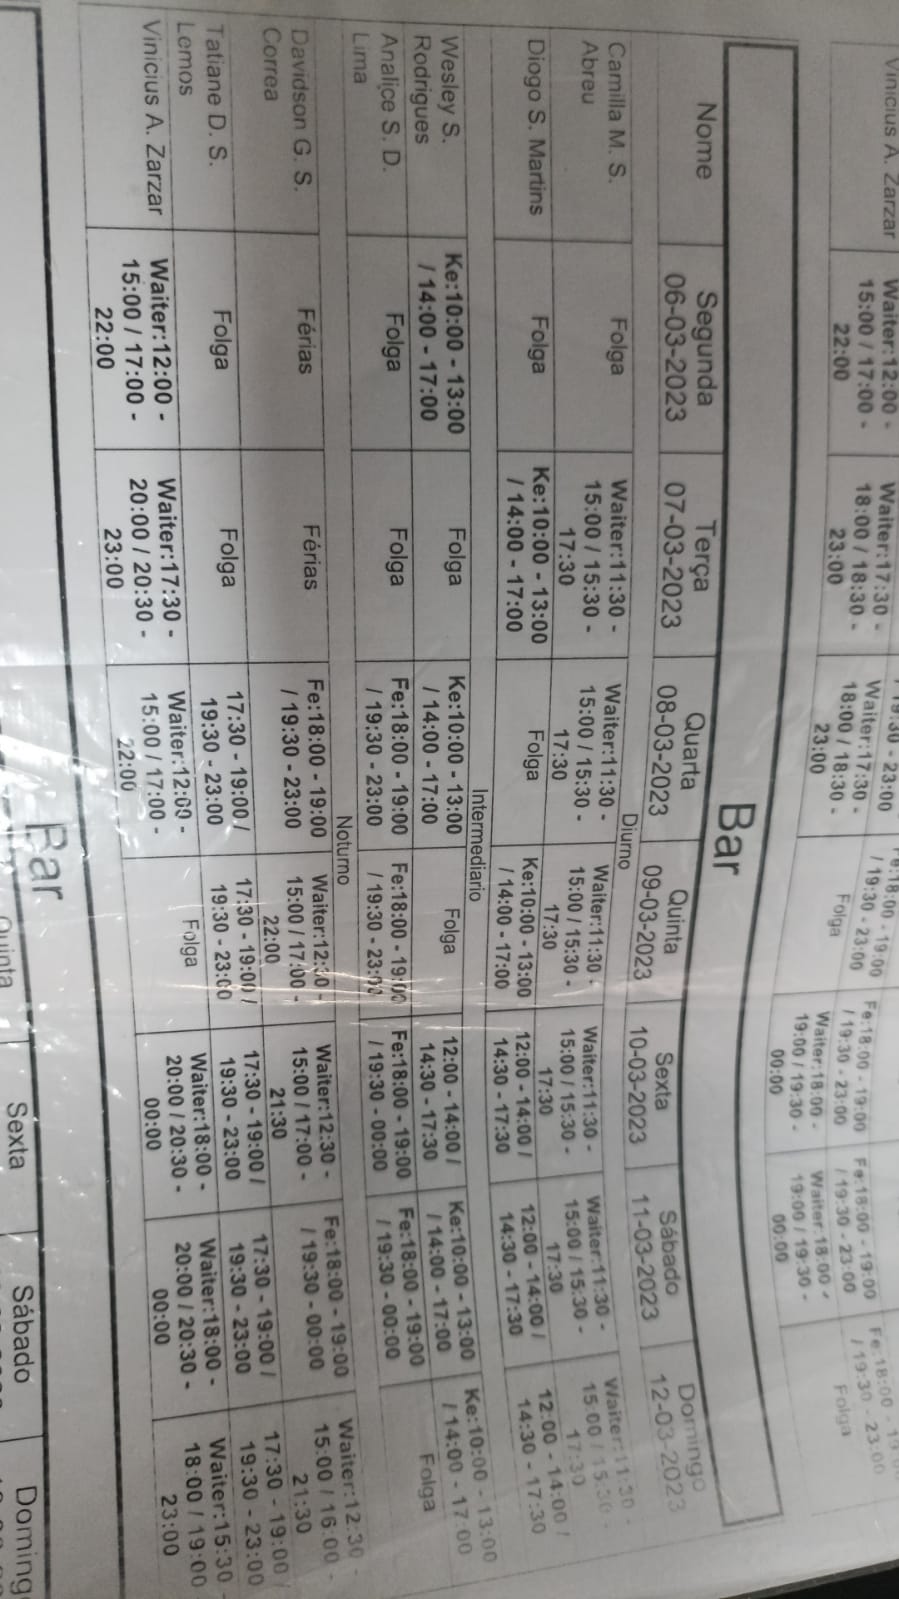 Vinicius A. Zarzar
Waiter:12:00 -
15:00 / 17:00 -
22:00
Waiter:17:30 -
18:00 / 18:30 -
23:00
/ 19:30 - 23:00
Waiter:17:30 -
18:00 / 18:30 -
23:00
Fe:18:00 - 19:00
/ 19:30 - 23:00
Folga
Fe:18:00 - 19:00
/ 19:30 - 23:00
Waiter:18:00 -
19:00 / 19:30 -
00:00
Fe:18:00 - 19:00
/ 19:30 - 23:00
Waiter:18:00 -
19:00 / 19:30 -
00:00
Fe:18:00 - 19:00
/ 19:30 - 23:00
Folga
Bar
Nome
Segunda
06-03-2023
Terça
07-03-2023
Quarta
08-03-2023
Quinta
09-03-2023
Sexta
10-03-2023
Sábado
11-03-2023
Domingo
12-03-2023
Diurno
Camilla M. S.
Abreu
Folga
Waiter:11:30 -
15:00 / 15:30 -
17:30
Waiter:11:30 -
15:00 / 15:30 -
17:30
Waiter:11:30 -
15:00 / 15:30 -
17:30
Waiter:11:30 -
15:00 / 15:30 -
17:30
Waiter:11:30 -
15:00 / 15:30 -
17:30
Waiter:11:30 -
15:00 / 15:30 -
17:30
Diogo S. Martins
Folga
Ke:10:00 - 13:00
/ 14:00 - 17:00
Folga
Ke:10:00 - 13:00
/ 14:00 - 17:00
12:00 - 14:00 /
14:30 - 17:30
12:00 - 14:00 /
14:30 - 17:30
12:00 - 14:00 /
14:30 - 17:30
Intermediario
Wesley S.
Rodrigues
Ke:10:00 - 13:00
/ 14:00 - 17:00
Folga
Ke:10:00 - 13:00
/ 14:00 - 17:00
Folga
12:00 - 14:00 /
14:30 - 17:30
Ke:10:00 - 13:00
/ 14:00 - 17:00
Ke:10:00 - 13:00
/ 14:00 - 17:00
Analice S. D.
Lima
Folga
Folga
Fe:18:00 - 19:00
/ 19:30 - 23:00
Fe:18:00 - 19:00
/ 19:30 - 23:00
Fe:18:00 - 19:00
/ 19:30 - 00:00
Fe:18:00 - 19:00
/ 19:30 - 00:00
Folga
Noturno
Davidson G. S.
Correa
Férias
Férias
Fe:18:00 - 19:00
/ 19:30 - 23:00
Waiter:12:30 -
15:00 / 17:00 -
22:00
Waiter:12:30 -
15:00 / 17:00 -
21:30
Fe:18:00 - 19:00
/ 19:30 - 00:00
Waiter:12:30 -
15:00 / 16:00 -
21:30
Tatiane D. S.
Lemos
Folga
Folga
17:30 - 19:00 /
19:30 - 23:00
17:30 - 19:00 /
19:30 - 23:00
17:30 - 19:00 /
19:30 - 23:00
17:30 - 19:00 /
19:30 - 23:00
17:30 - 19:00 /
19:30 - 23:00
Vinicius A. Zarzar
Waiter:12:00 -
15:00 / 17:00 -
22:00
Waiter:17:30 -
20:00 / 20:30 -
23:00
Waiter:12:00 -
15:00 / 17:00 -
22:00
Folga
Waiter:18:00 -
20:00 / 20:30 -
00:00
Waiter:18:00 -
20:00 / 20:30 -
00:00
Waiter:15:30 -
18:00 / 19:00
23:00
Bar
Quinta
Sexta
Sábado
Doming